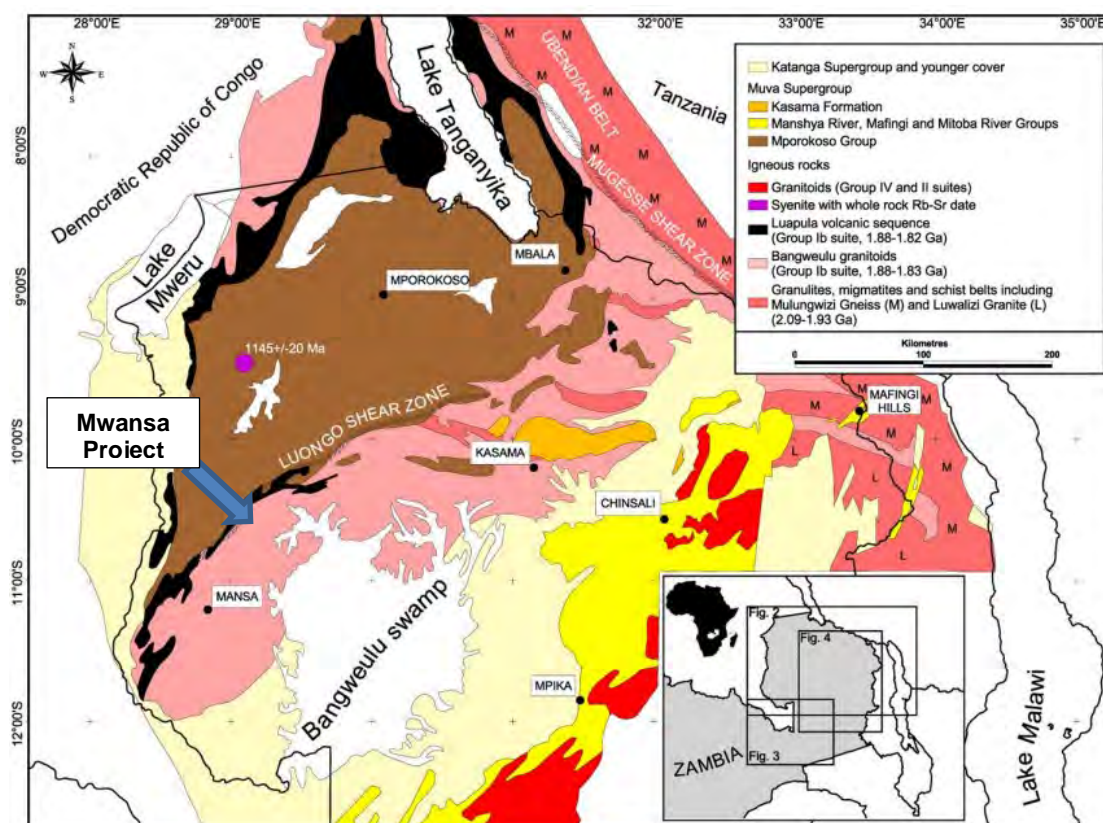 28°00'E
29°00'E
32°00'E
33°00'E
34°00'E
35°00'E
N
W
E
S
8°00'S
9°00'S
10°00'S
11°00'S
12°00'S
Democratic Republic of Congo
Lake Tanganyika
UBENDIAN BELT
MUGESSE SHEAR ZONE
Tanzania
M
M
M
M
M
M
M
M
M
M
M
Lake Mweru
MBALA
MPOROKOSO
1145+/-20 Ma
LUONGO SHEAR ZONE
Mwansa
Project
KASAMA
CHINSALI
MAFINGI
HILLS
M
M
M
M
M
M
L
L
L
MANSA
Bangweulu swamp
MPIKA
Lake Malawi
Katanga Supergroup and younger cover
Muva Supergroup
Kasama Formation
Manshya River, Mafingi and Mitoba River Groups
Mporokoso Group
Igneous rocks
Granitoids (Group IV and II suites)
Syenite with whole rock Rb-Sr date
Luapula volcanic sequence
(Group Ib suite, 1.88-1.82 Ga)
Bangweulu granitoids
(Group Ib suite, 1.88-1.83 Ga)
Granulites, migmatites and schist belts including
Mulungwizi Gneiss (M) and Luwalizi Granite (L)
(2.09-1.93 Ga)
Kilometres
0
100
200
Fig. 2
Fig. 4
ZAMBIA
Fig. 3